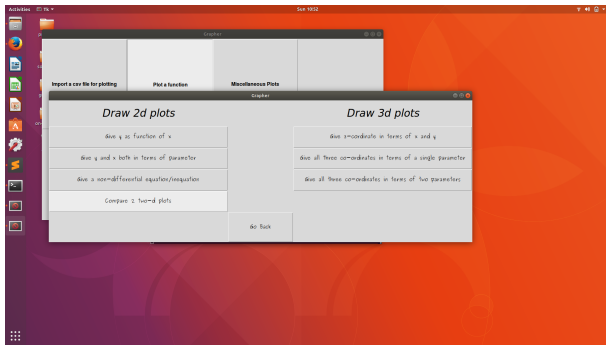 Activities Tk Sun 10:52
Grapher
Import a csv file for plotting Plot a function Miscellaneous Plots
Grapher
Draw 2d plots Draw 3d plots
Give y as function of x Give z=cordinate in terms of x and y
Give y and x both in terms of parameter Give all three co-ordinates in terms of a single parameter
Give a non-differential equation/inequation Give all three co-ordinates in terms of two parameters
Compare 2 two-d plots
Go Back